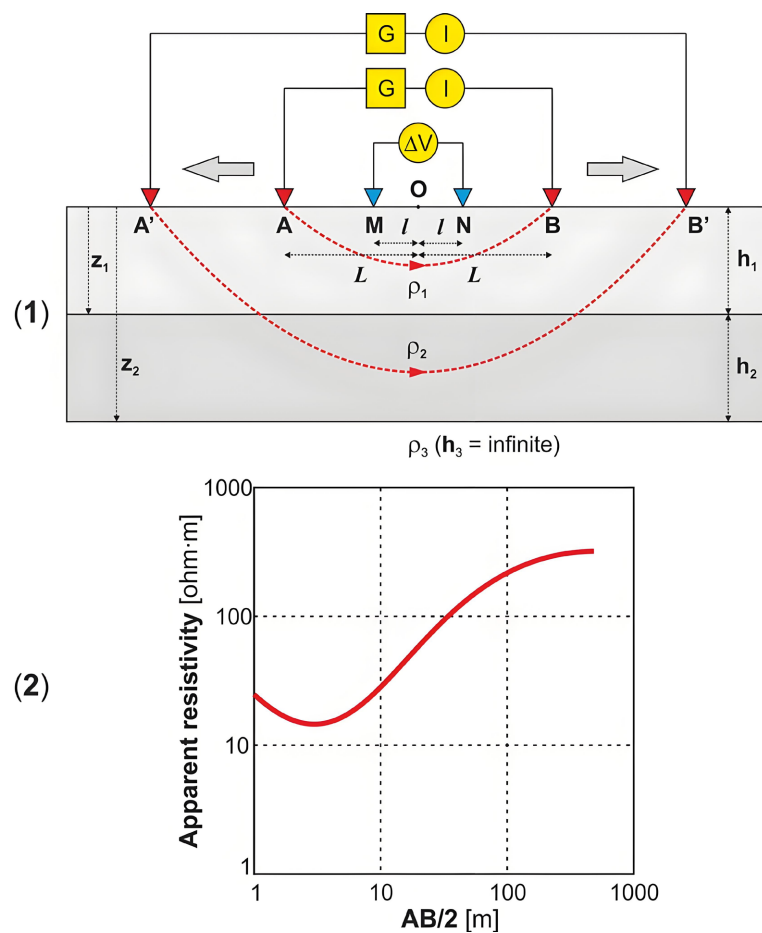 G I
G I
ΔV
O
A' A M l l N B B'
L L
z₁
h₁
ρ₁
(1)
ρ₂
z₂
h₂
ρ₃ (h₃ = infinite)
1000
100
10
1
Apparent resistivity [ohm·m]
(2)
1 10 100 1000
AB/2 [m]